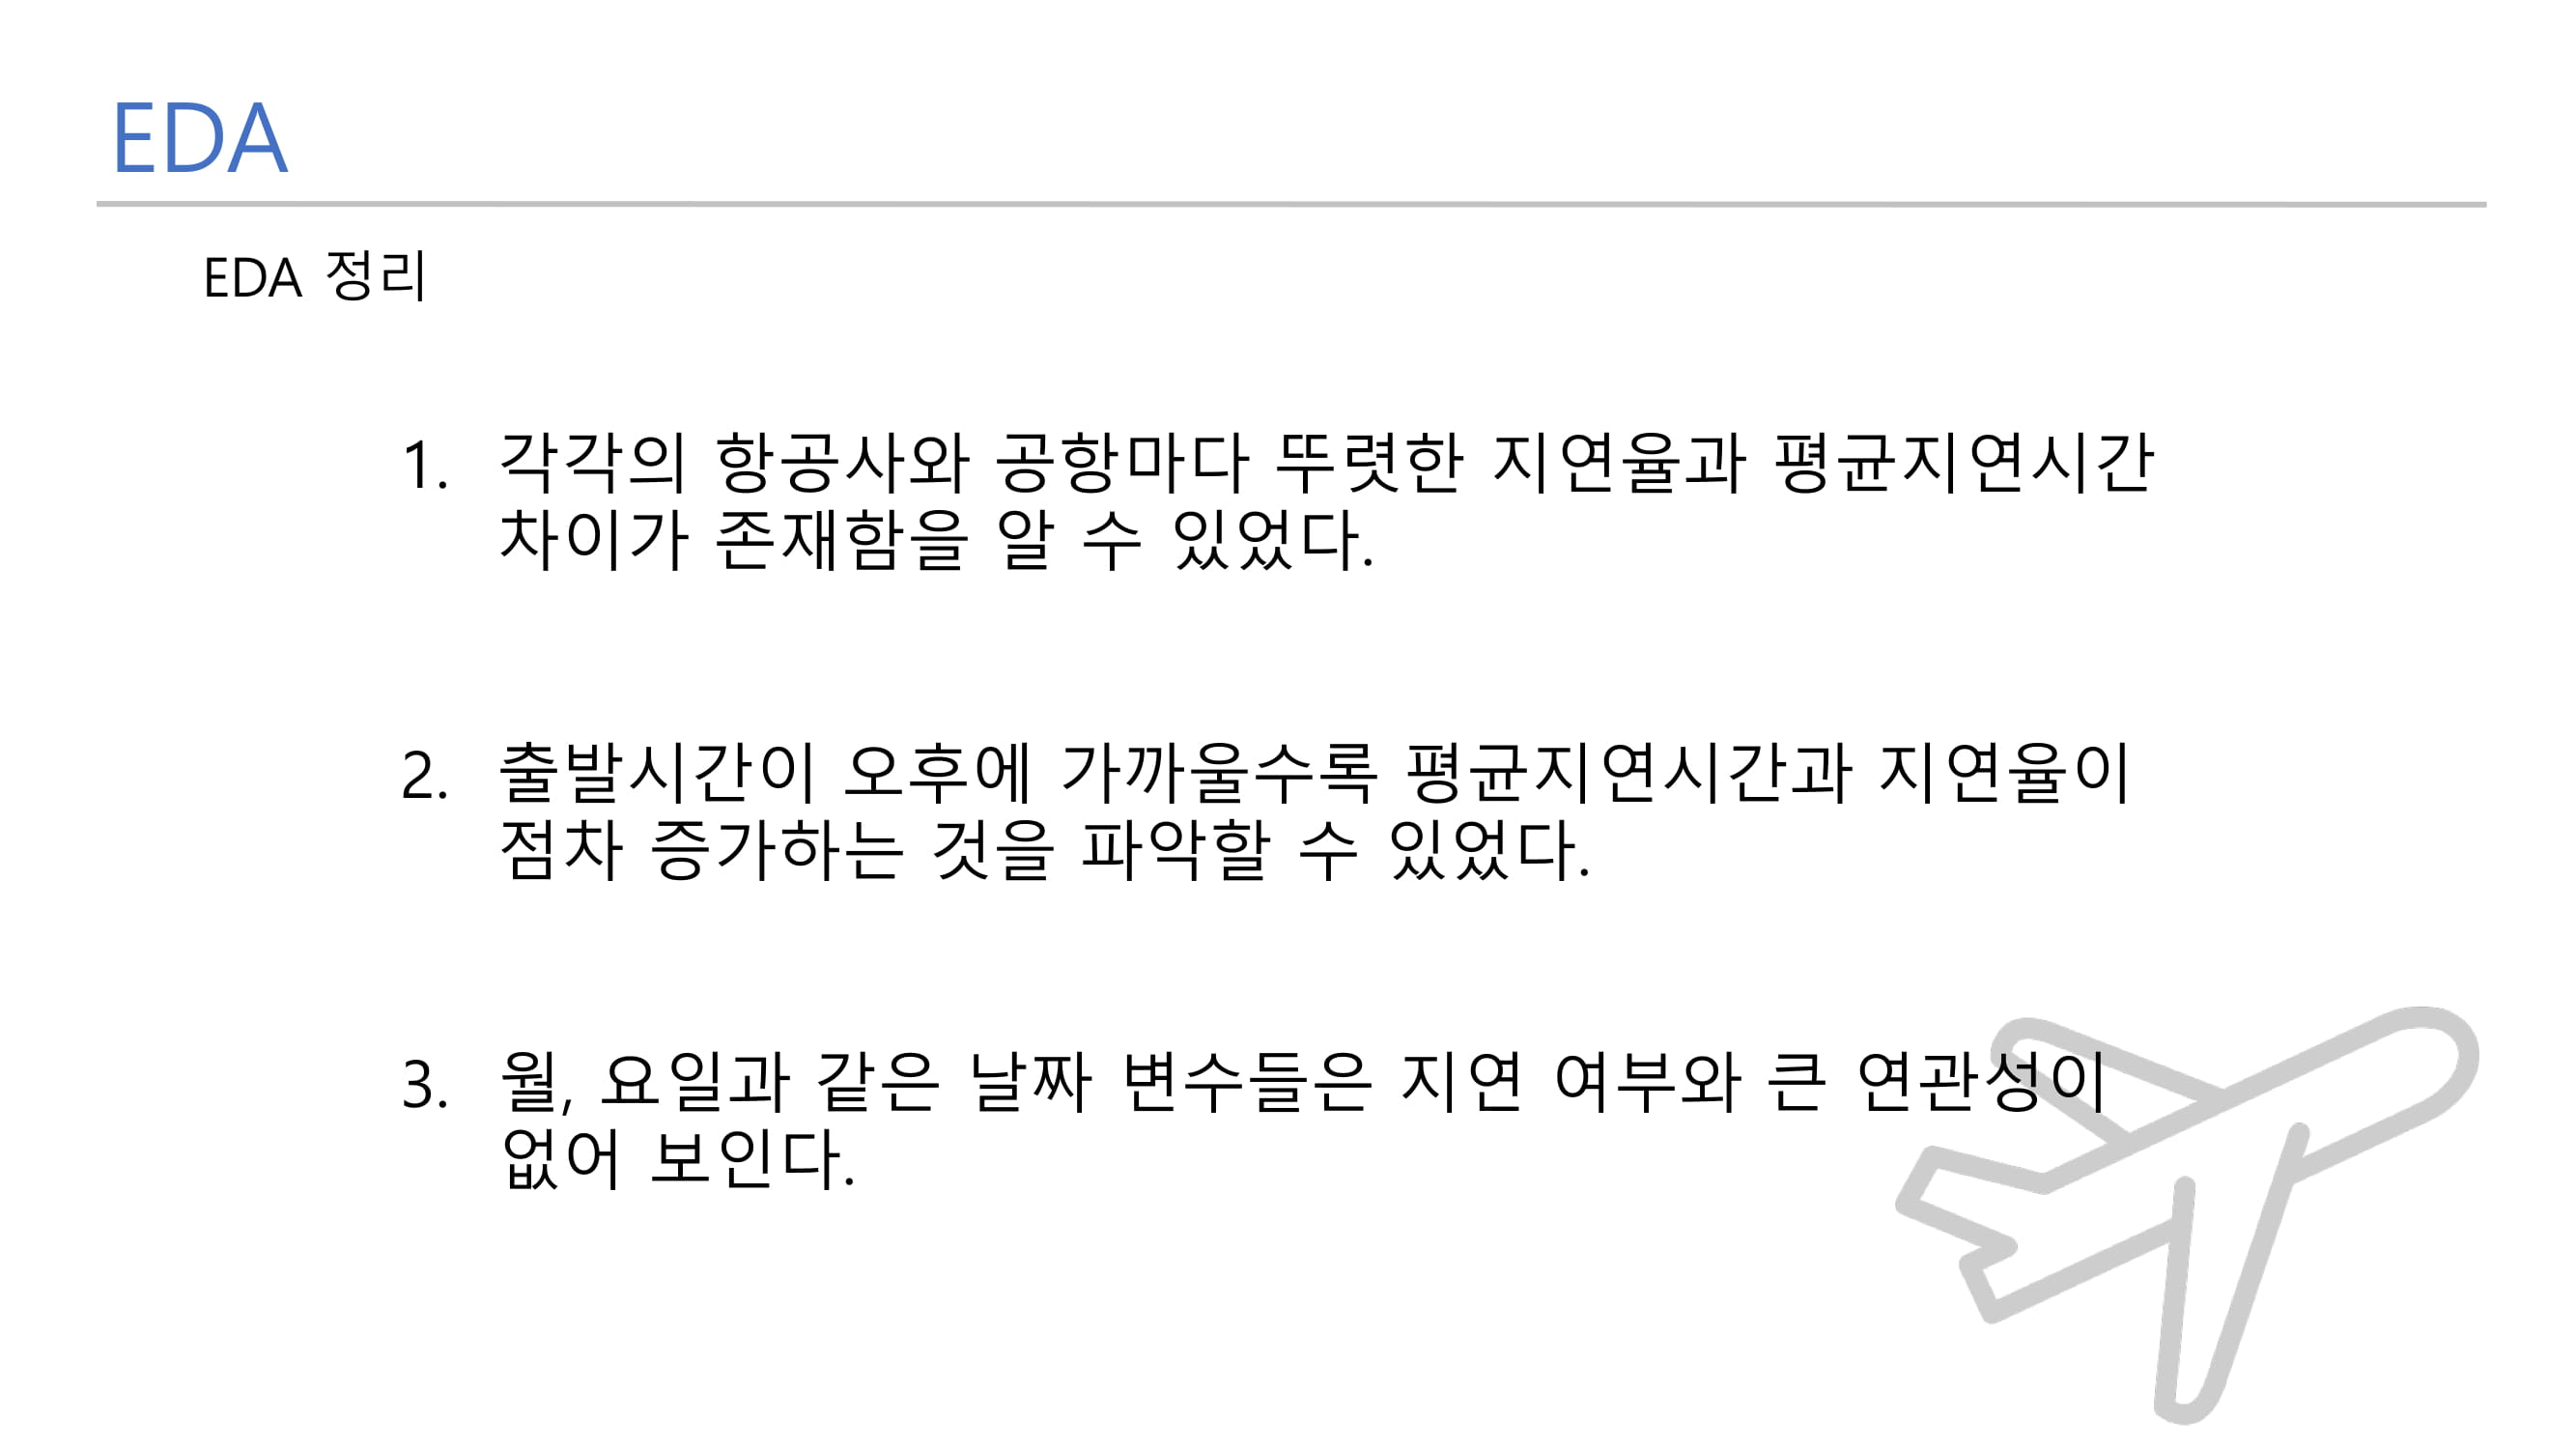 EDA
EDA 정리
1. 각각의 항공사와 공항마다 뚜렷한 지연율과 평균지연시간
차이가 존재함을 알 수 있었다.
2. 출발시간이 오후에 가까울수록 평균지연시간과 지연율이
점차 증가하는 것을 파악할 수 있었다.
3. 월, 요일과 같은 날짜 변수들은 지연 여부와 큰 연관성이
없어 보인다.